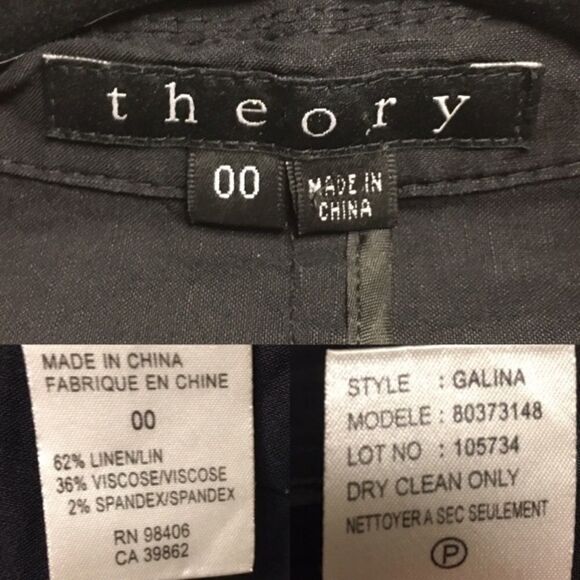 theory
00
MADE IN
CHINA
MADE IN CHINA
FABRIQUE EN CHINE
00
62% LINEN/LIN
36% VISCOSE/VISCOSE
2% SPANDEX/SPANDEX
RN 98406
CA 39862
STYLE : GALINA
MODELE : 80373148
LOT NO : 105734
DRY CLEAN ONLY
NETTOYER A SEC SEULEMENT
P